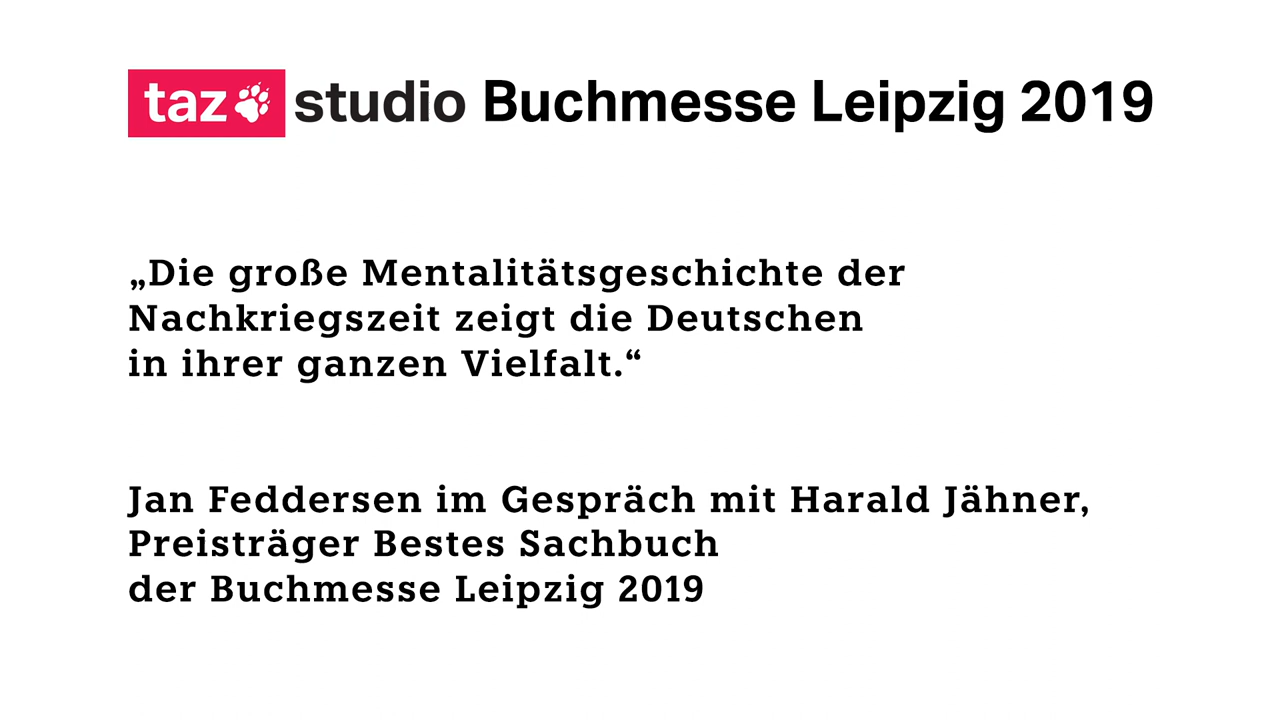 taz studio Buchmesse Leipzig 2019
„Die große Mentalitätsgeschichte der
Nachkriegszeit zeigt die Deutschen
in ihrer ganzen Vielfalt.“
Jan Feddersen im Gespräch mit Harald Jähner,
Preisträger Bestes Sachbuch
der Buchmesse Leipzig 2019